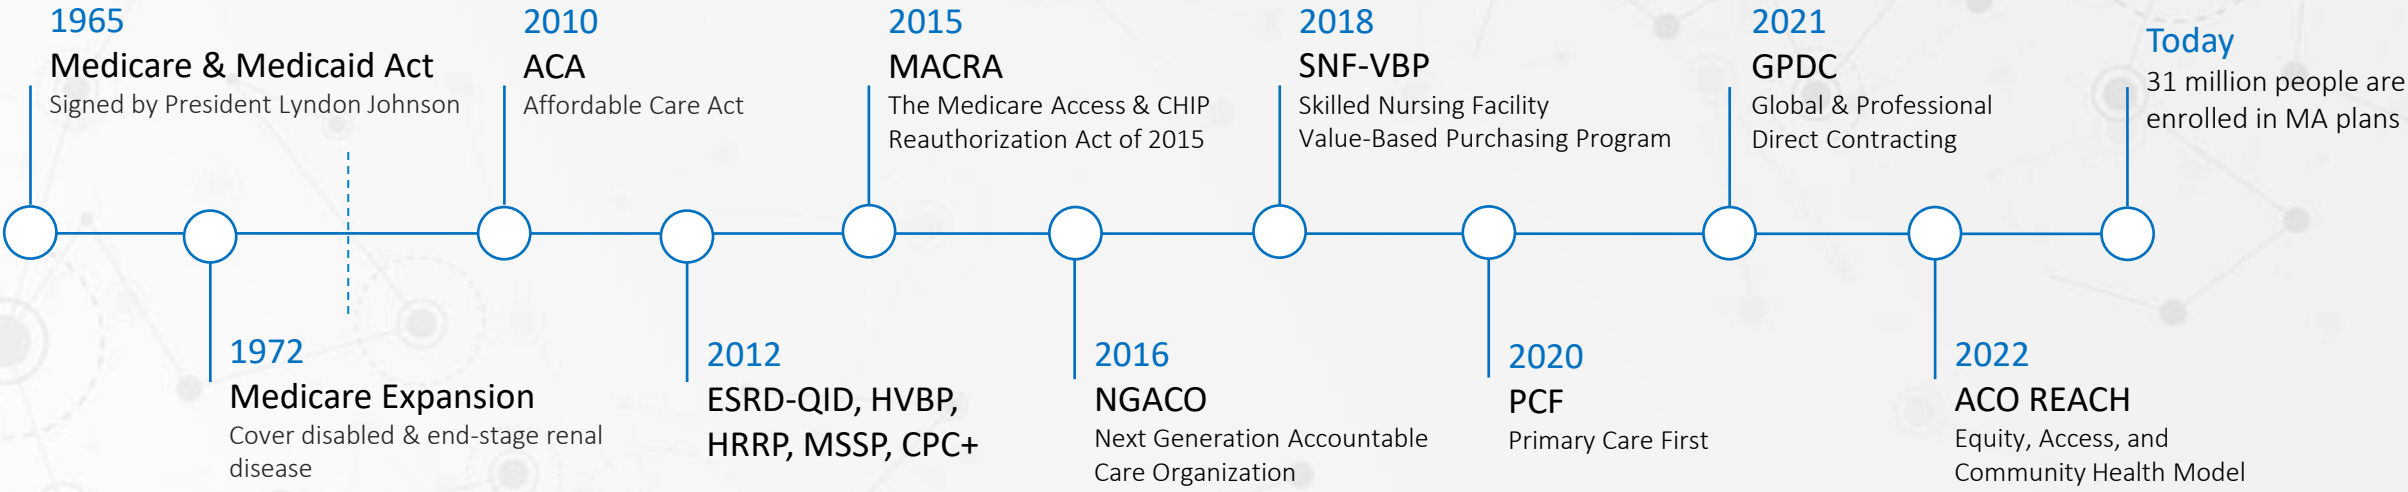 1965
Medicare & Medicaid Act
Signed by President Lyndon Johnson
1972
Medicare Expansion
Cover disabled & end-stage renal
disease
2010
ACA
Affordable Care Act
2012
ESRD-QID, HVBP,
HRRP, MSSP, CPC+
2015
MACRA
The Medicare Access & CHIP
Reauthorization Act of 2015
2016
NGACO
Next Generation Accountable
Care Organization
2018
SNF-VBP
Skilled Nursing Facility
Value-Based Purchasing Program
2020
PCF
Primary Care First
2021
GPDC
Global & Professional
Direct Contracting
2022
ACO REACH
Equity, Access, and
Community Health Model
Today
31 million people are
enrolled in MA plans